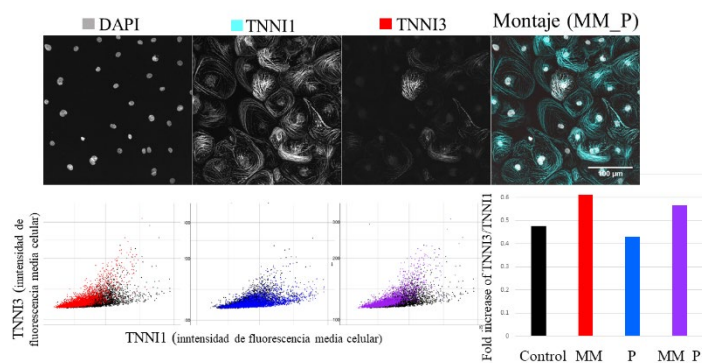 DAPI
TNNI1
TNNI3
Montaje (MM_P)
100 µm
TNNI3 (inntensidad de
fluorescencia media celular)
TNNI1 (inntensidad de fluorescencia media celular)
Fold increase of TNNI3/TNNI1
0.6
0.5
0.4
0.3
0.2
0.1
0
Control MM P MM_P